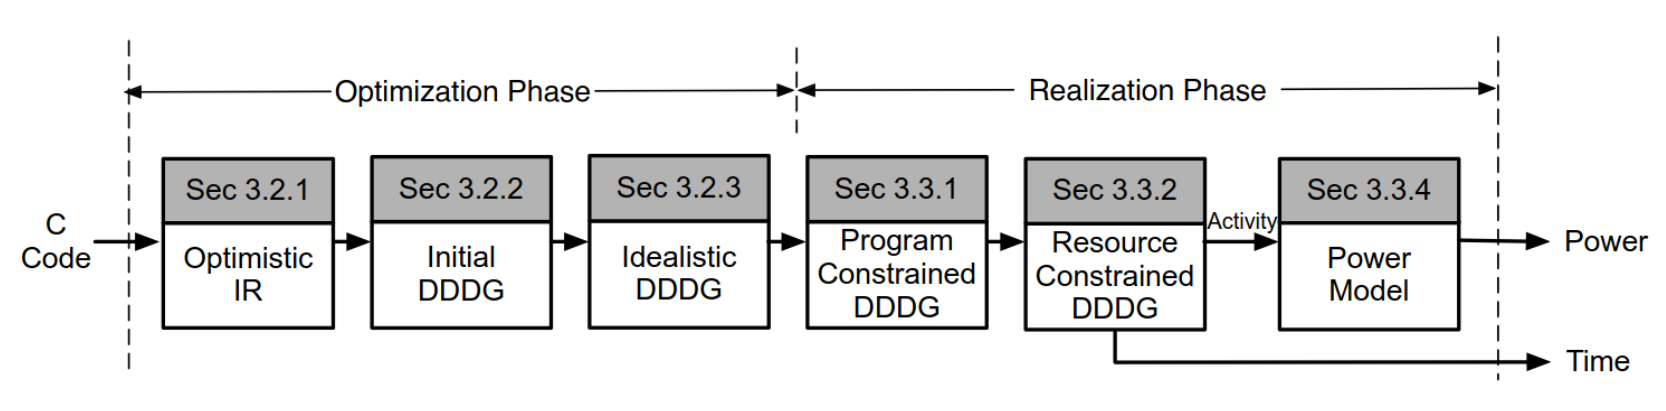 Optimization Phase
Realization Phase
C
Code
Sec 3.2.1
Optimistic
IR
Sec 3.2.2
Initial
DDDG
Sec 3.2.3
Idealistic
DDDG
Sec 3.3.1
Program
Constrained
DDDG
Sec 3.3.2
Resource
Constrained
DDDG
Activity
Sec 3.3.4
Power
Model
Power
Time